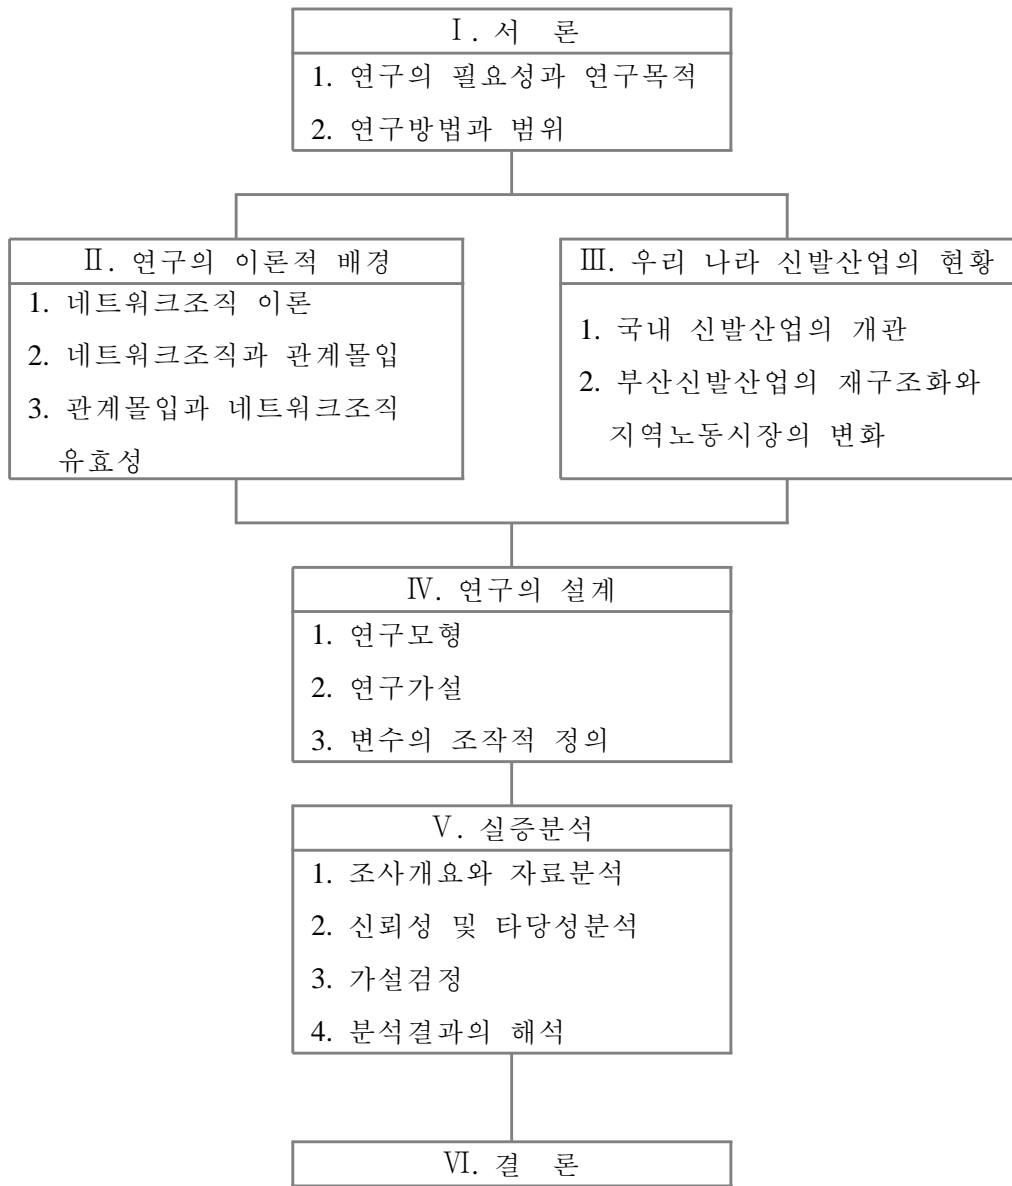 Ⅰ. 서 론
1. 연구의 필요성과 연구목적
2. 연구방법과 범위
Ⅱ. 연구의 이론적 배경
1. 네트워크조직 이론
2. 네트워크조직과 관계몰입
3. 관계몰입과 네트워크조직
유효성
Ⅲ. 우리 나라 신발산업의 현황
1. 국내 신발산업의 개관
2. 부산신발산업의 재구조화와
지역노동시장의 변화
Ⅳ. 연구의 설계
1. 연구모형
2. 연구가설
3. 변수의 조작적 정의
Ⅴ. 실증분석
1. 조사개요와 자료분석
2. 신뢰성 및 타당성분석
3. 가설검정
4. 분석결과의 해석
Ⅵ. 결 론